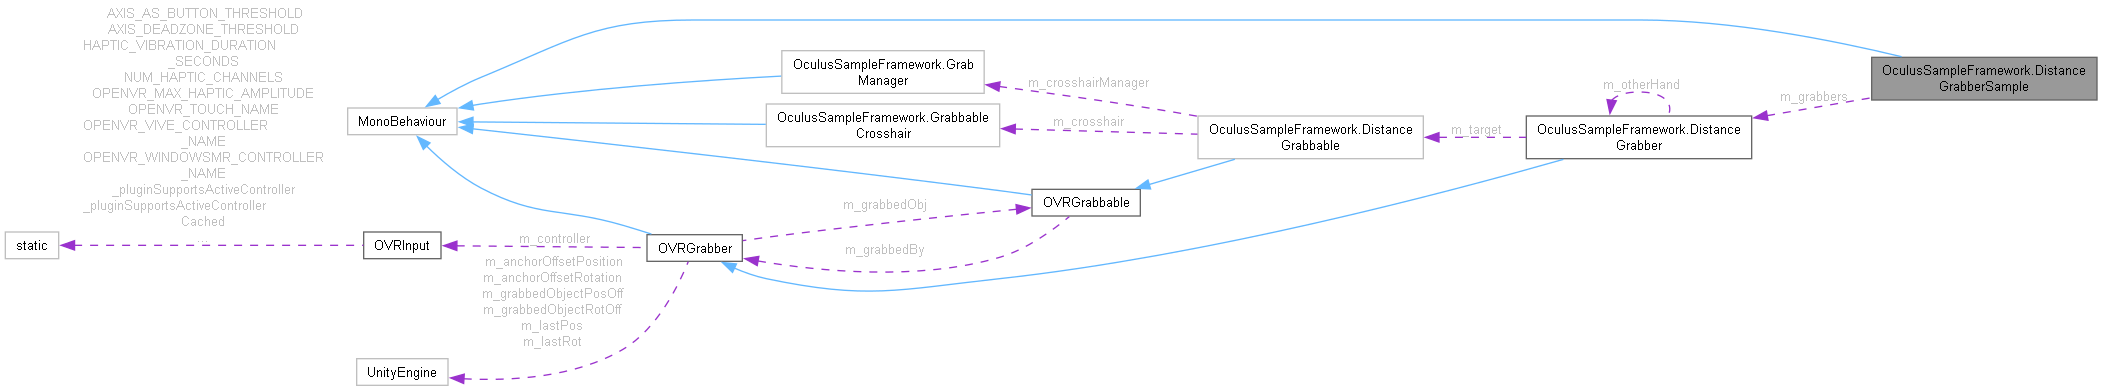 AXIS_AS_BUTTON_THRESHOLD
AXIS_DEADZONE_THRESHOLD
HAPTIC_VIBRATION_DURATION
_SECONDS
NUM_HAPTIC_CHANNELS
OPENVR_MAX_HAPTIC_AMPLITUDE
OPENVR_TOUCH_NAME
OPENVR_VIVE_CONTROLLER
_NAME
OPENVR_WINDOWSMR_CONTROLLER
_NAME
_pluginSupportsActiveController
_pluginSupportsActiveController
Cached
...
static
MonoBehaviour
OVRInput
UnityEngine
m_controller
m_anchorOffsetPosition
m_anchorOffsetRotation
m_grabbedObjectPosOff
m_grabbedObjectRotOff
m_lastPos
m_lastRot
OVRGrabber
OculusSampleFramework.Grab
Manager
OculusSampleFramework.Grabbable
Crosshair
m_grabbedObj
m_grabbedBy
m_crosshairManager
m_crosshair
OVRGrabbable
OculusSampleFramework.Distance
Grabbable
m_target
m_otherHand
OculusSampleFramework.Distance
Grabber
m_grabbers
OculusSampleFramework.Distance
GrabberSample